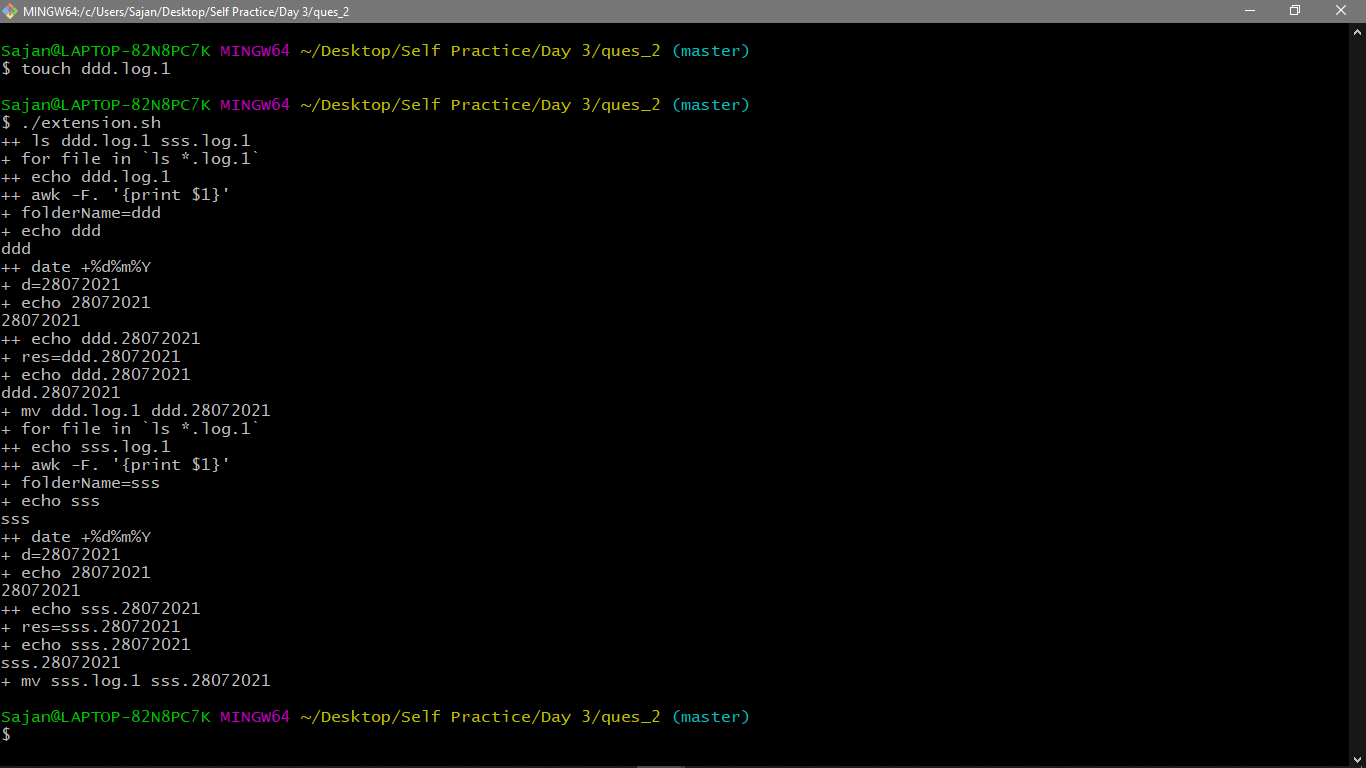 MINGW64:/c/Users/Sajan/Desktop/Self Practice/Day 3/ques_2
Sajan@LAPTOP-82N8PC7K MINGW64 ~/Desktop/Self Practice/Day 3/ques_2 (master)
$ touch ddd.log.1
Sajan@LAPTOP-82N8PC7K MINGW64 ~/Desktop/Self Practice/Day 3/ques_2 (master)
$ ./extension.sh
++ ls ddd.log.1 sss.log.1
+ for file in `ls *.log.1`
++ echo ddd.log.1
++ awk -F. '{print $1}'
+ folderName=ddd
+ echo ddd
ddd
++ date +%d%m%Y
+ d=28072021
+ echo 28072021
28072021
++ echo ddd.28072021
+ res=ddd.28072021
+ echo ddd.28072021
ddd.28072021
+ mv ddd.log.1 ddd.28072021
+ for file in `ls *.log.1`
++ echo sss.log.1
++ awk -F. '{print $1}'
+ folderName=sss
+ echo sss
sss
++ date +%d%m%Y
+ d=28072021
+ echo 28072021
28072021
++ echo sss.28072021
+ res=sss.28072021
+ echo sss.28072021
sss.28072021
+ mv sss.log.1 sss.28072021
Sajan@LAPTOP-82N8PC7K MINGW64 ~/Desktop/Self Practice/Day 3/ques_2 (master)
$